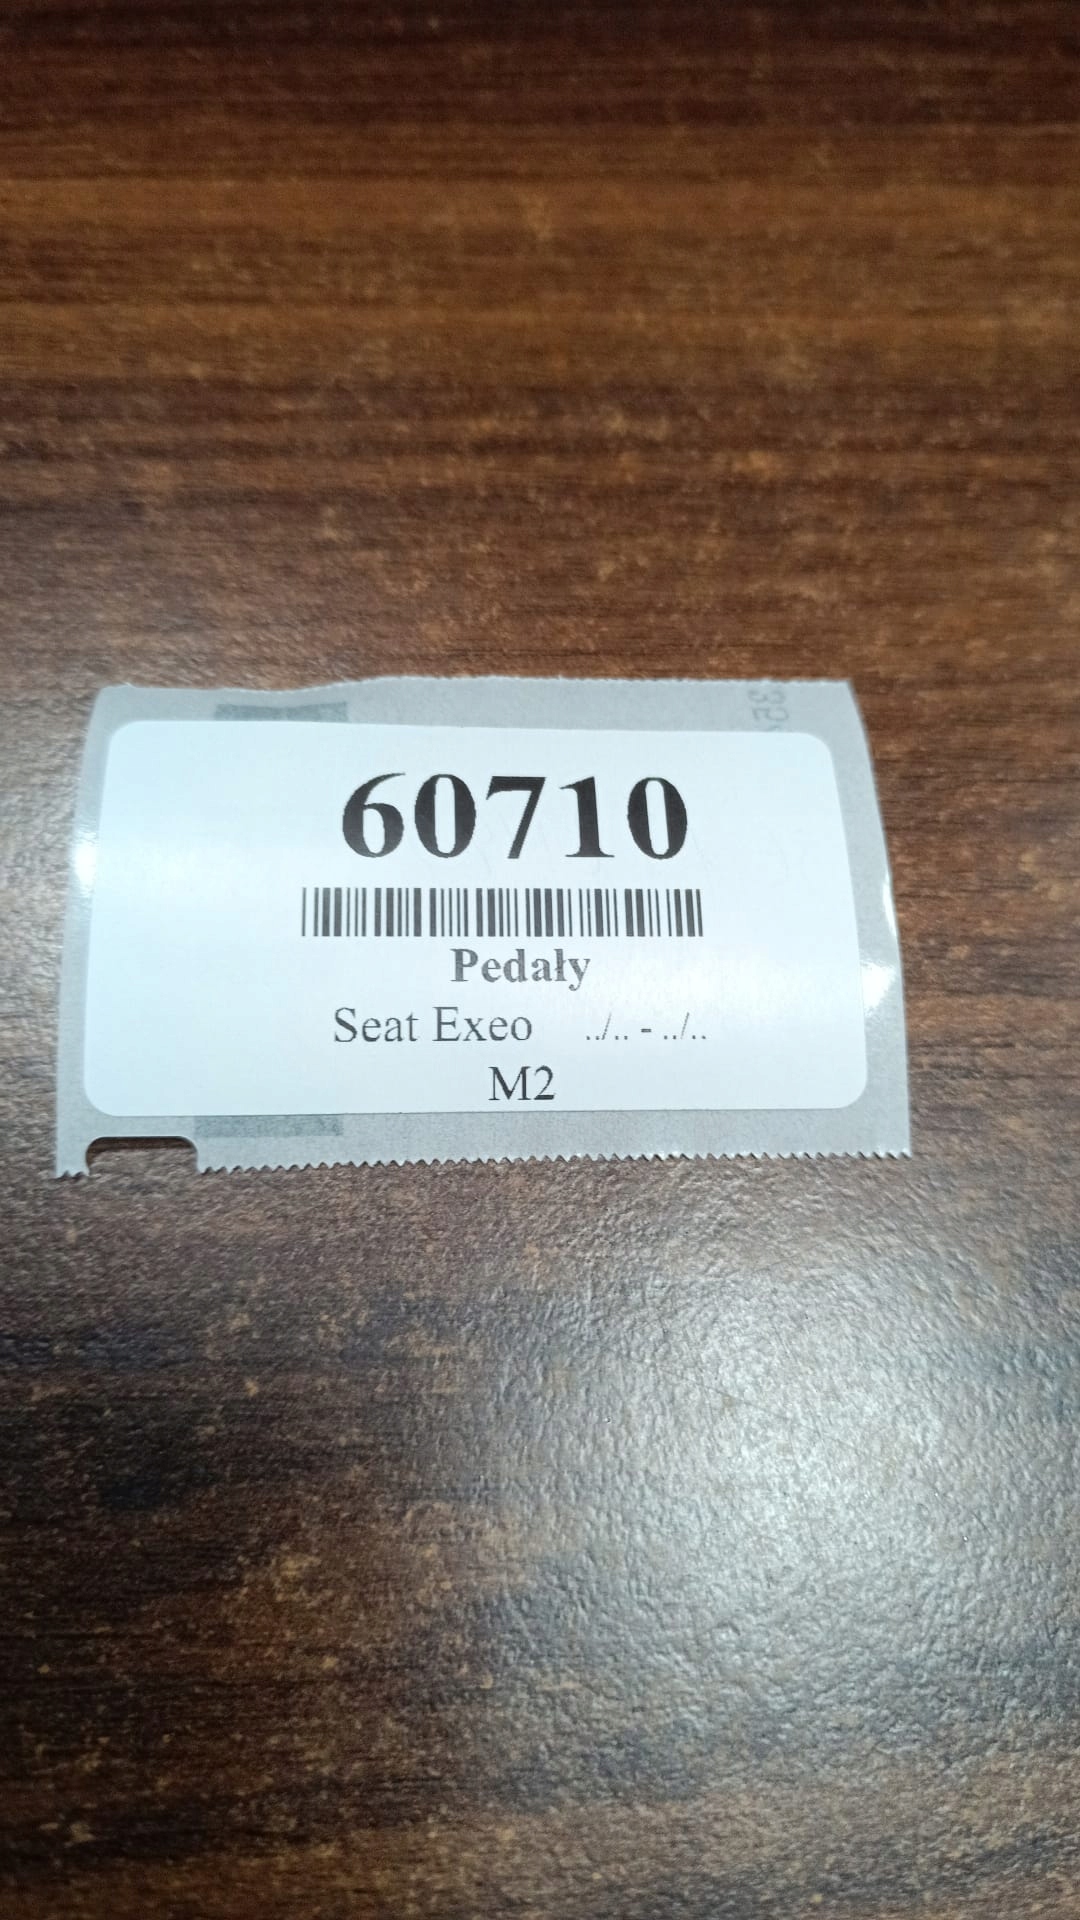 60710
Pedały
Seat Exeo ../.. - ../..
M2